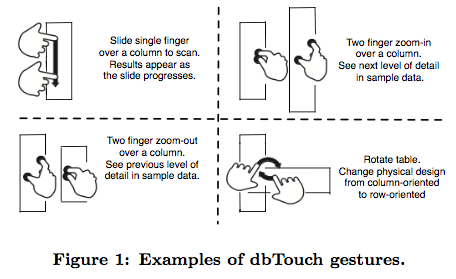 Slide single finger
over a column to scan.
Results appear as
the slide progresses.
Two finger zoom-in
over a column.
See next level of detail
in sample data.
Two finger zoom-out
over a column.
See previous level of
detail in sample data.
Rotate table.
Change physical design
from column-oriented
to row-oriented
Figure 1: Examples of dbTouch gestures.